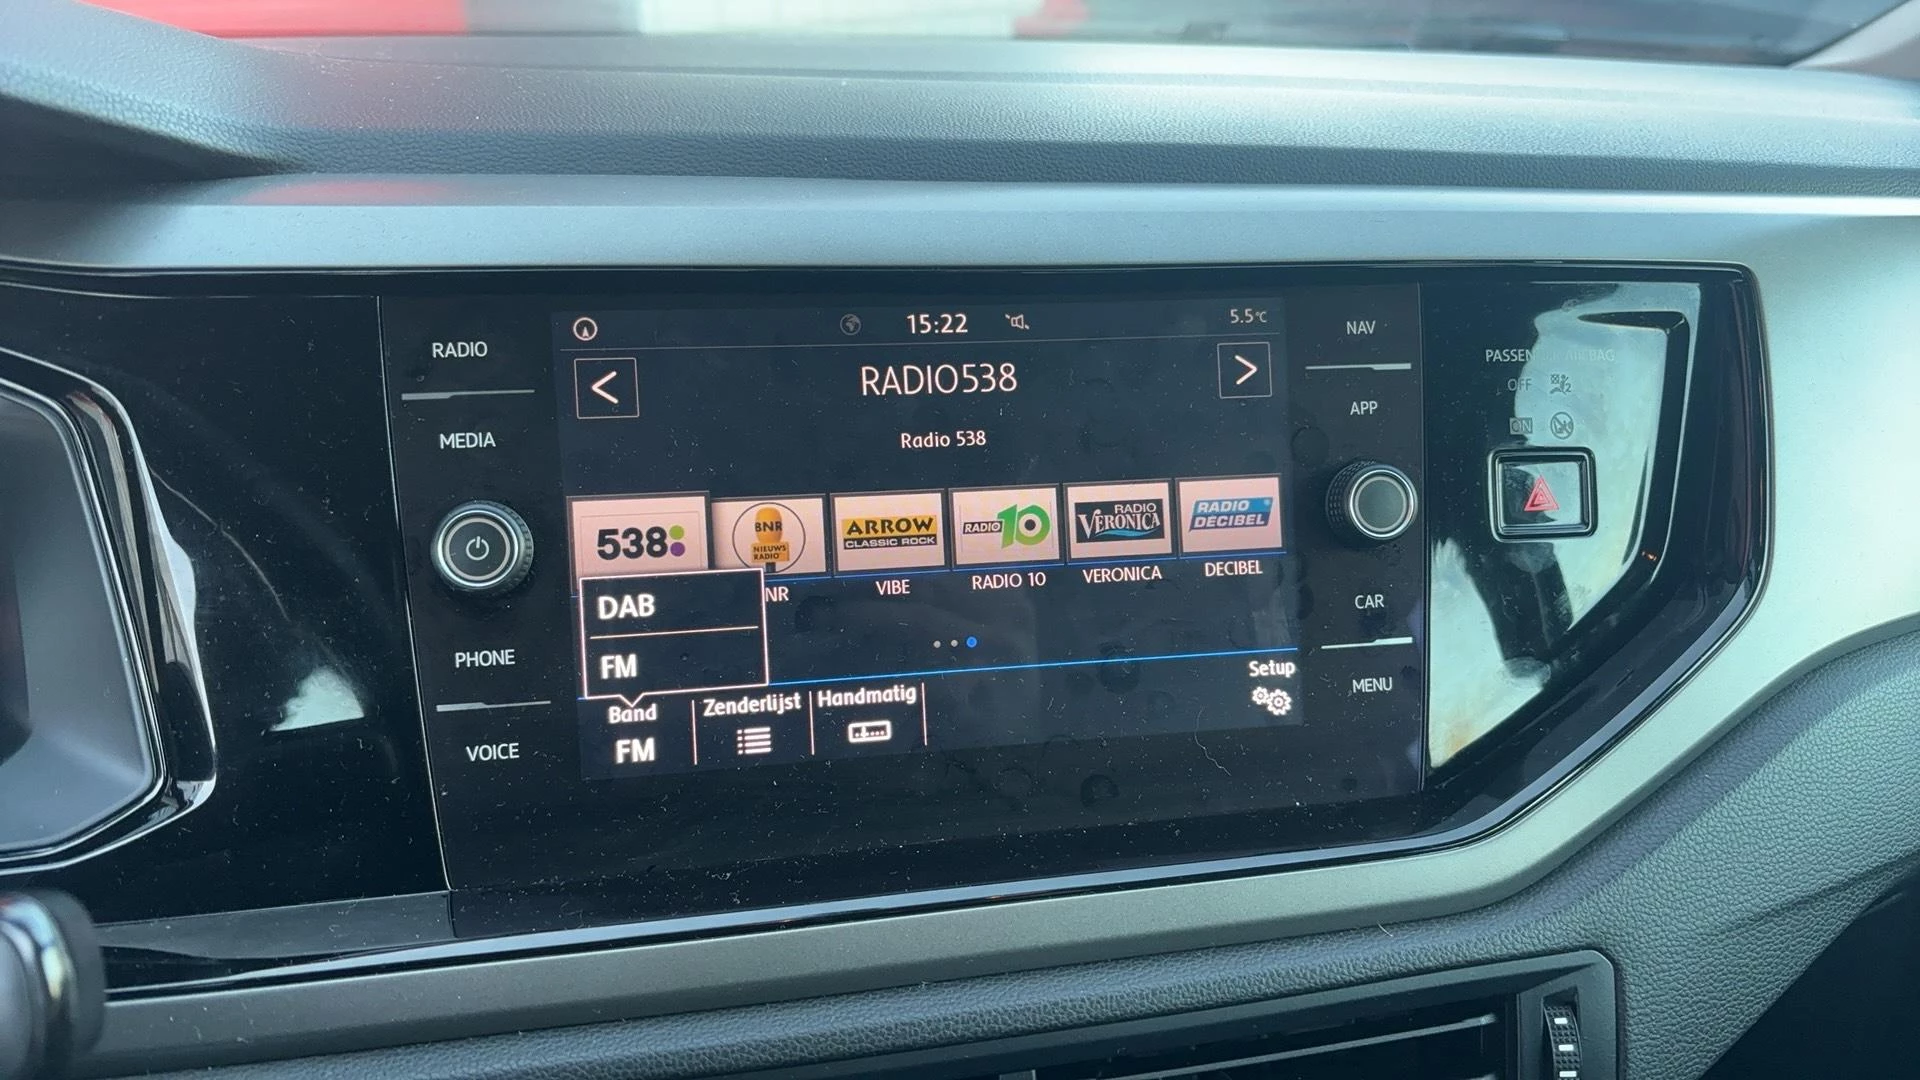 RADIO
MEDIA
PHONE
VOICE
15:22
5.5°C
RADIO538
Radio 538
538
BNR
NIEUWS
RADIO
ARROW
CLASSIC ROCK
RADIO 10
RADIO
VERONICA
RADIO
DECIBEL
NR
VIBE
RADIO 10
VERONICA
DECIBEL
DAB
FM
Band
FM
Zenderlijst
Handmatig
Setup
NAV
APP
CAR
MENU
PASSENGER AIRBAG
OFF
ON